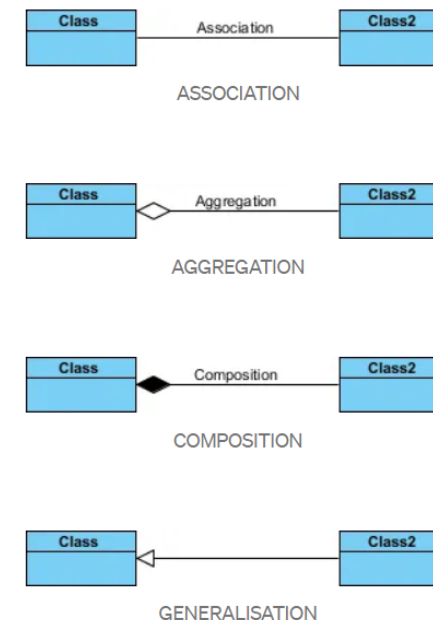 Class Association Class2
ASSOCIATION
Class Aggregation Class2
AGGREGATION
Class Composition Class2
COMPOSITION
Class Class2
GENERALISATION